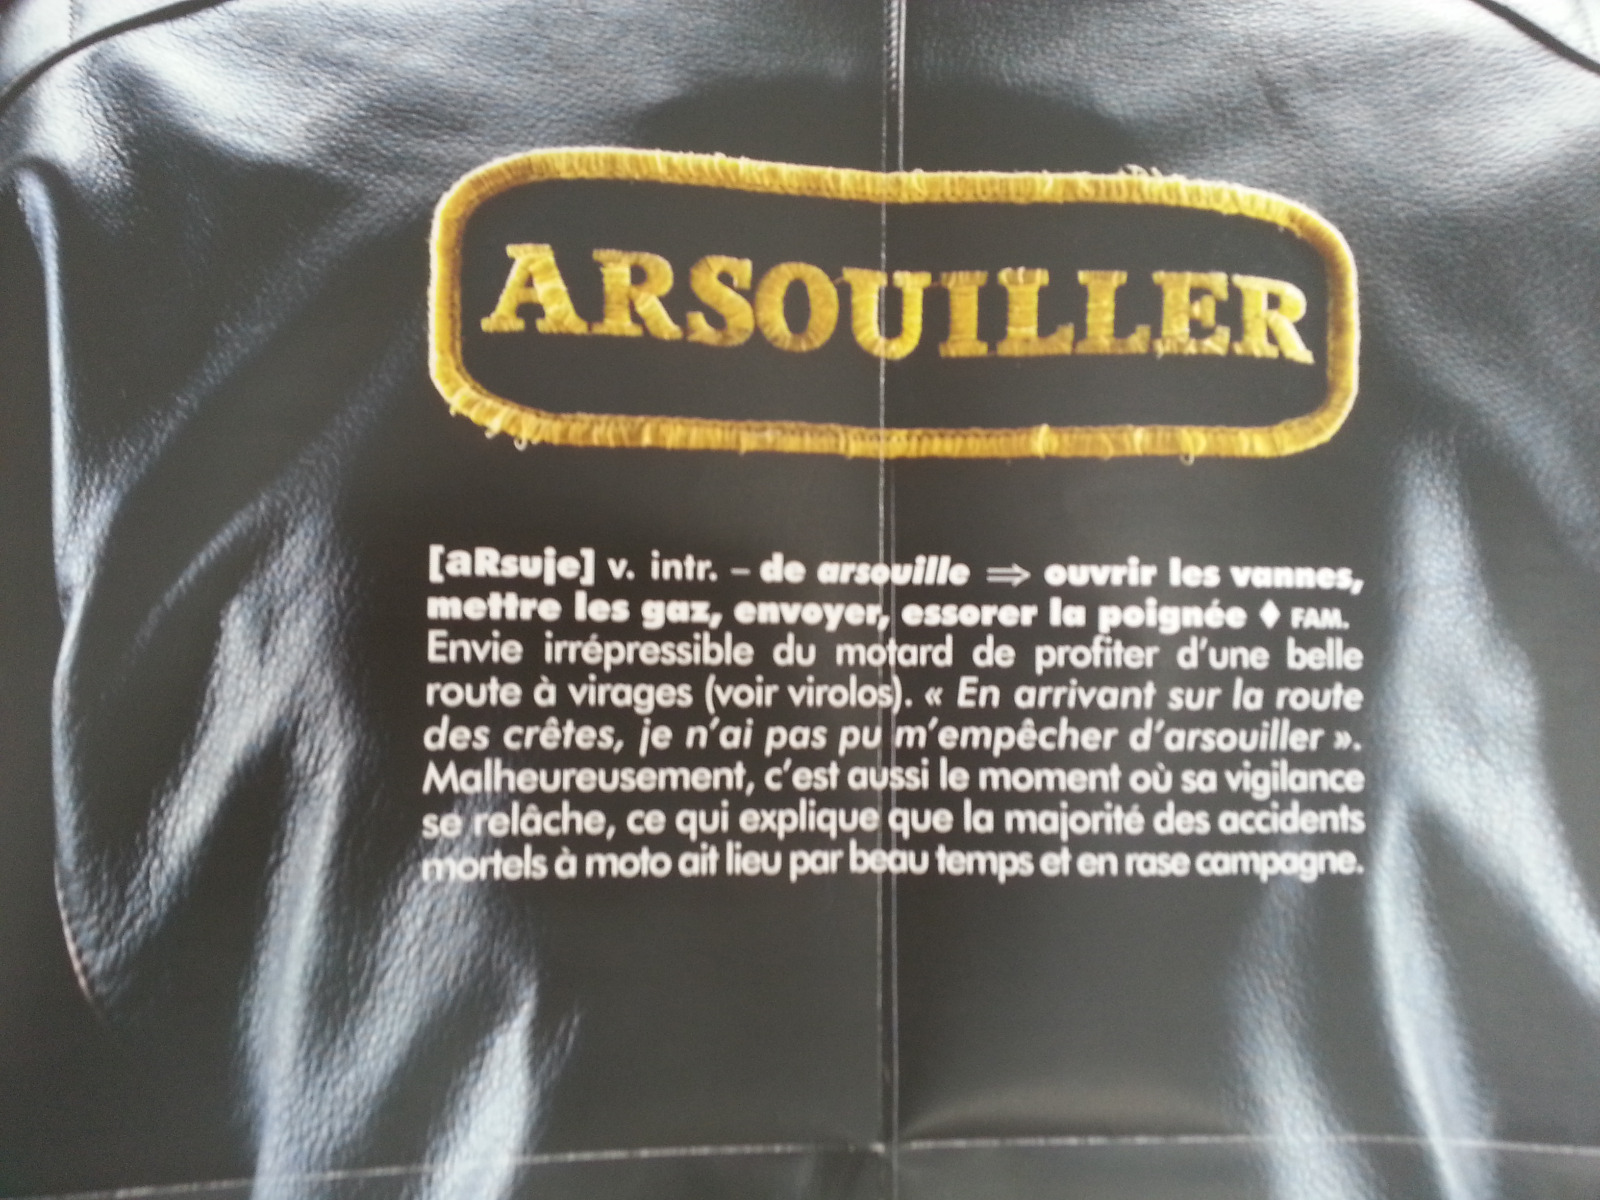 ARSOUILLER
[aRsuje] v. intr. – de arsouille ⇒ ouvrir les vannes,
mettre les gaz, envoyer, essorer la poignée ♦ FAM.
Envie irrépressible du motard de profiter d'une belle
route à virages (voir virolos). « En arrivant sur la route
des crêtes, je n'ai pas pu m'empêcher d'arsouiller ».
Malheureusement, c'est aussi le moment où sa vigilance
se relâche, ce qui explique que la majorité des accidents
mortels à moto ait lieu par beau temps et en rase campagne.